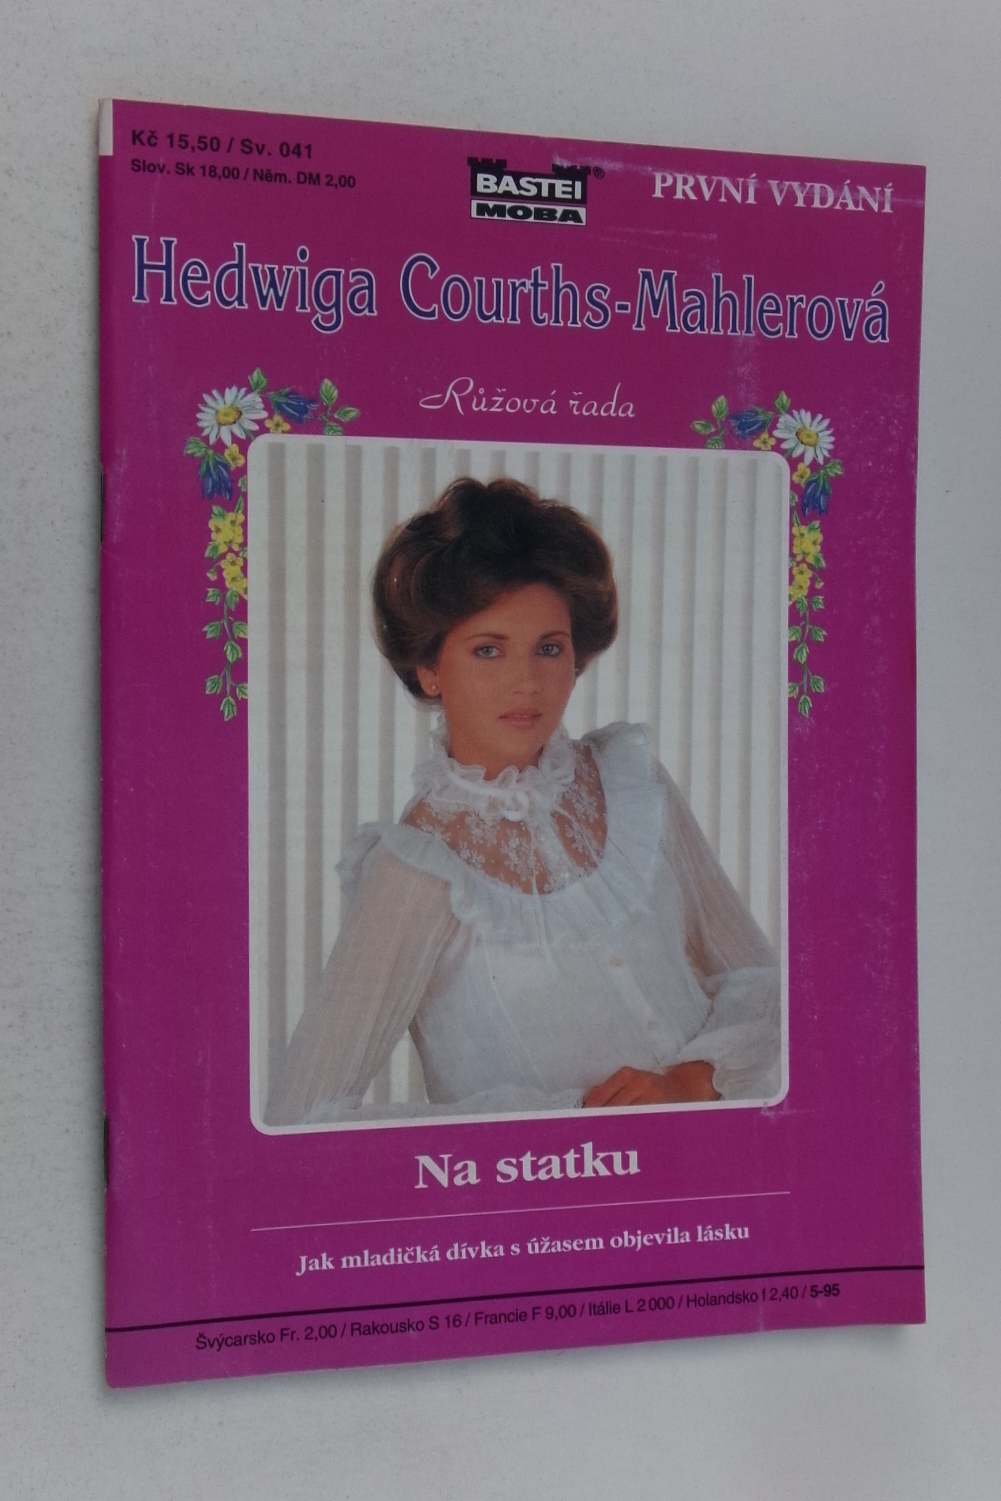 Kč 15,50 / Sv. 041
Slov. Sk 18,00 / Něm. DM 2,00
BASTEI®
MOBA
PRVNÍ VYDÁNÍ
Hedwiga Courths-Mahlerová
Růžová řada
Na statku
Jak mladičká dívka s úžasem objevila lásku
Švýcarsko Fr. 2,00 / Rakousko S 16 / Francie F 9,00 / Itálie L 2 000 / Holandsko f 2,40 / 5-95